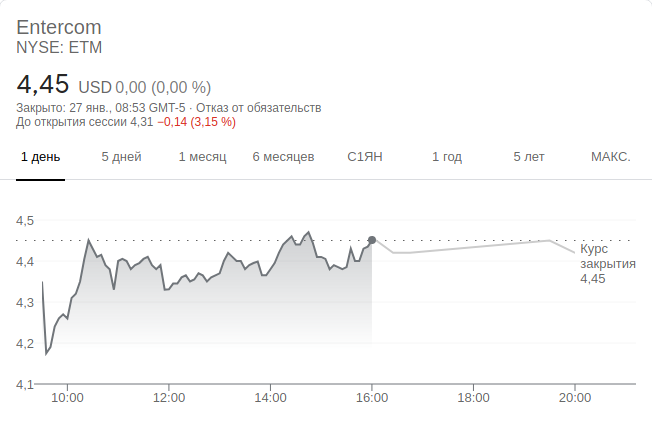 Entercom
NYSE: ETM
4,45 USD 0,00 (0,00 %)
Закрыто: 27 янв., 08:53 GMT-5 · Отказ от обязательств
До открытия сессии 4,31 −0,14 (3,15 %)
1 день 5 дней 1 месяц 6 месяцев С1ЯН 1 год 5 лет МАКС.
4,5
4,4
4,3
4,2
4,1
Курс
закрытия
4,45
10:00 12:00 14:00 16:00 18:00 20:00